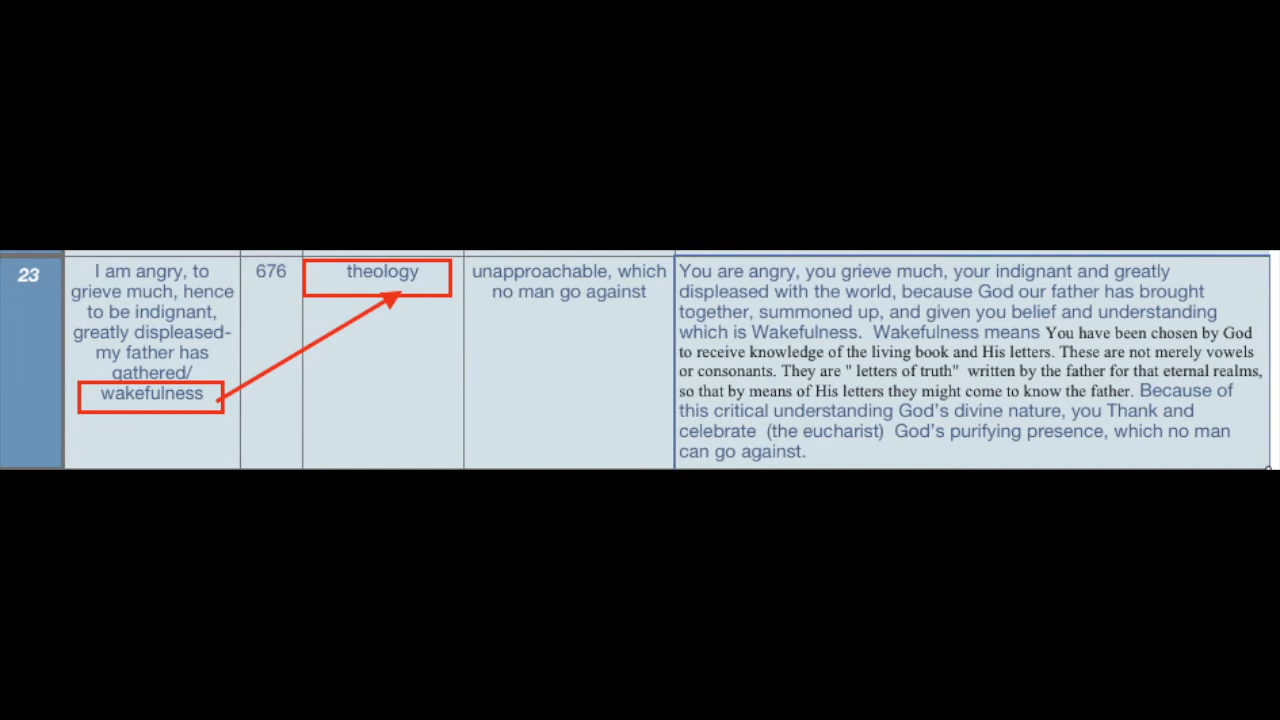 23
I am angry, to
grieve much, hence
to be indignant,
greatly displeased-
my father has
gathered/
wakefulness
676
theology
unapproachable, which
no man go against
You are angry, you grieve much, your indignant and greatly
displeased with the world, because God our father has brought
together, summoned up, and given you belief and understanding
which is Wakefulness.  Wakefulness means You have been chosen by God
to receive knowledge of the living book and His letters. These are not merely vowels
or consonants. They are " letters of truth"  written by the father for that eternal realms,
so that by means of His letters they might come to know the father. Because of
this critical understanding God's divine nature, you Thank and
celebrate  (the eucharist)  God's purifying presence, which no man
can go against.